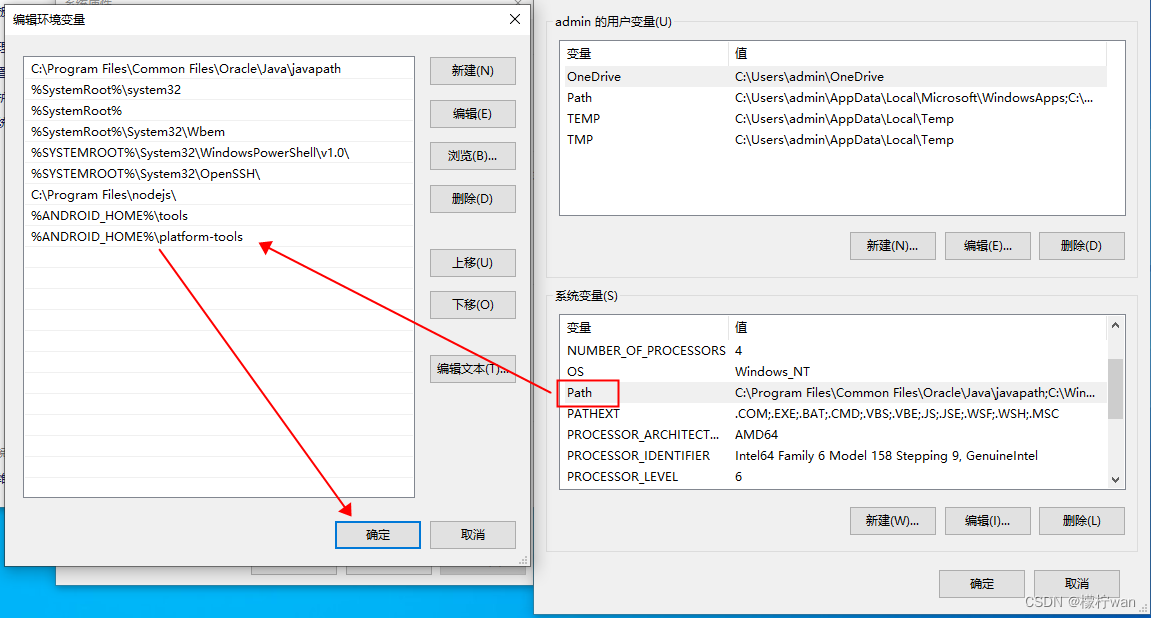 编辑环境变量
C:\Program Files\Common Files\Oracle\Java\javapath
%SystemRoot%\system32
%SystemRoot%
%SystemRoot%\System32\Wbem
%SYSTEMROOT%\System32\WindowsPowerShell\v1.0\
%SYSTEMROOT%\System32\OpenSSH\
C:\Program Files\nodejs\
%ANDROID_HOME%\tools
%ANDROID_HOME%\platform-tools
新建(N)
编辑(E)
浏览(B)...
删除(D)
上移(U)
下移(O)
编辑文本(T)...
确定
取消
admin 的用户变量(U)
变量 值
OneDrive C:\Users\admin\OneDrive
Path C:\Users\admin\AppData\Local\Microsoft\WindowsApps;C:\...
TEMP C:\Users\admin\AppData\Local\Temp
TMP C:\Users\admin\AppData\Local\Temp
新建(N)... 编辑(E)... 删除(D)
系统变量(S)
变量 值
NUMBER_OF_PROCESSORS 4
OS Windows_NT
Path C:\Program Files\Common Files\Oracle\Java\javapath;C:\Win...
PATHEXT .COM;.EXE;.BAT;.CMD;.VBS;.VBE;.JS;.JSE;.WSF;.WSH;.MSC
PROCESSOR_ARCHITECT... AMD64
PROCESSOR_IDENTIFIER Intel64 Family 6 Model 158 Stepping 9, GenuineIntel
PROCESSOR_LEVEL 6
新建(W)... 编辑(I)... 删除(L)
确定 取消
CSDN @檬柠wan